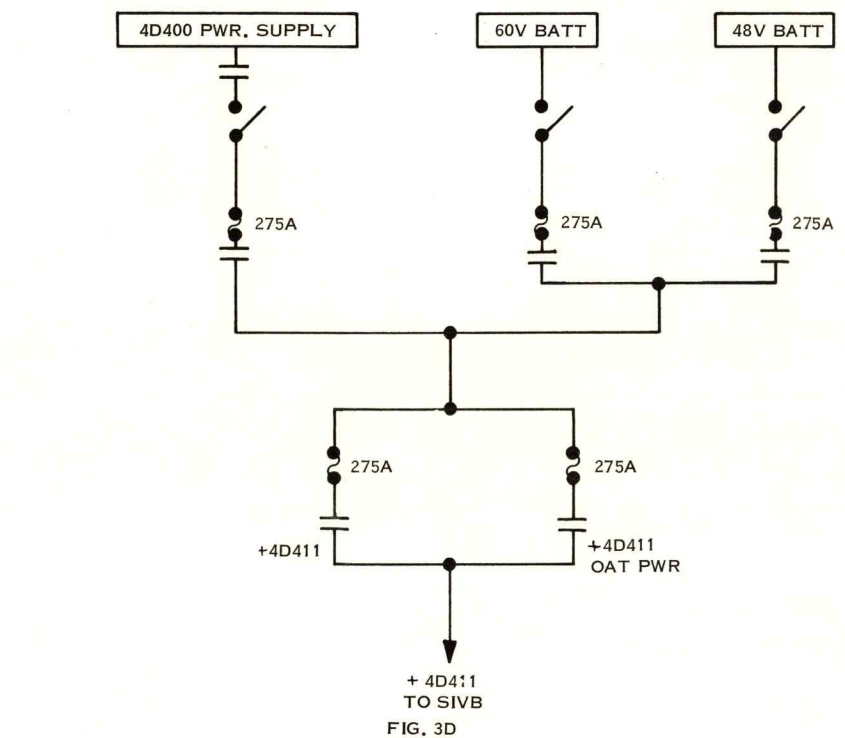 4D400 PWR. SUPPLY
60V BATT
48V BATT
275A
275A
275A
275A
275A
+4D411
+4D411
OAT PWR
+ 4D411
TO SIVB
FIG. 3D